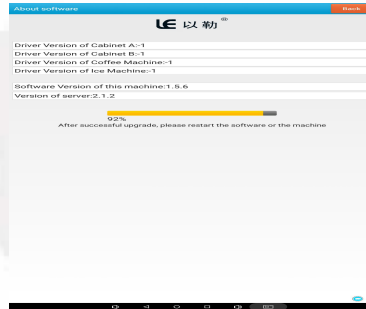 About software
Back
LE 以勒®
Driver Version of Cabinet A:-1
Driver Version of Cabinet B:-1
Driver Version of Coffee Machine:-1
Driver Version of Ice Machine:-1
Software Version of this machine:1.5.6
Version of server:2.1.2
92%
After successful upgrade, please restart the software or the machine